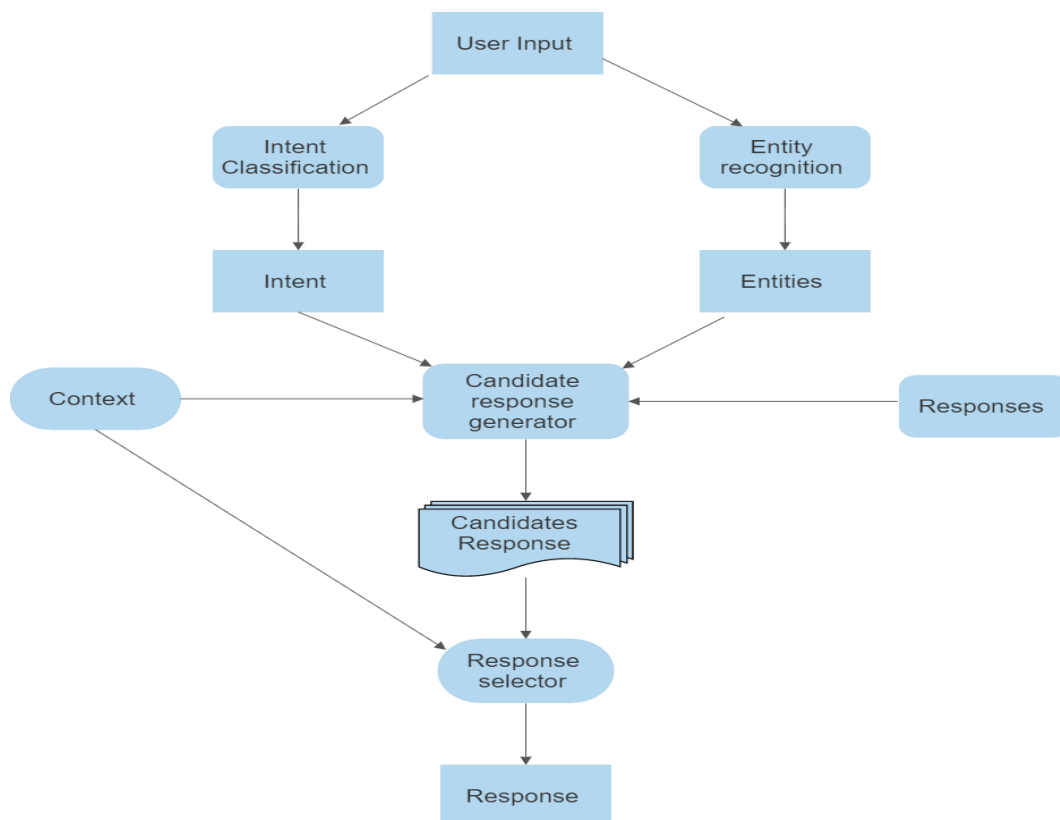 User Input
Intent
Classification
Entity
recognition
Intent
Entities
Context
Candidate
response
generator
Responses
Candidates
Response
Response
selector
Response